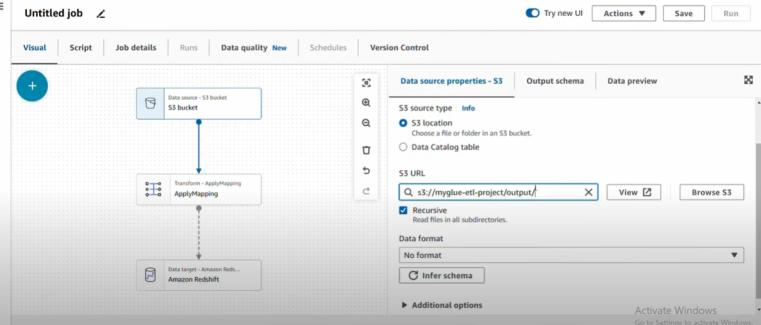 Untitled job
Try new UI
Actions
Save
Run
Visual
Script
Job details
Runs
Data quality New
Schedules
Version Control
Data source - S3 bucket
S3 bucket
Transform - ApplyMapping
ApplyMapping
Data target - Amazon Reds...
Amazon Redshift
Data source properties - S3
Output schema
Data preview
S3 source type Info
S3 location
Choose a file or folder in an S3 bucket.
Data Catalog table
S3 URL
s3://myglue-etl-project/output/
View
Browse S3
Recursive
Read files in all subdirectories.
Data format
No format
Infer schema
Additional options
Activate Windows
Go to Settings to activate Windows.